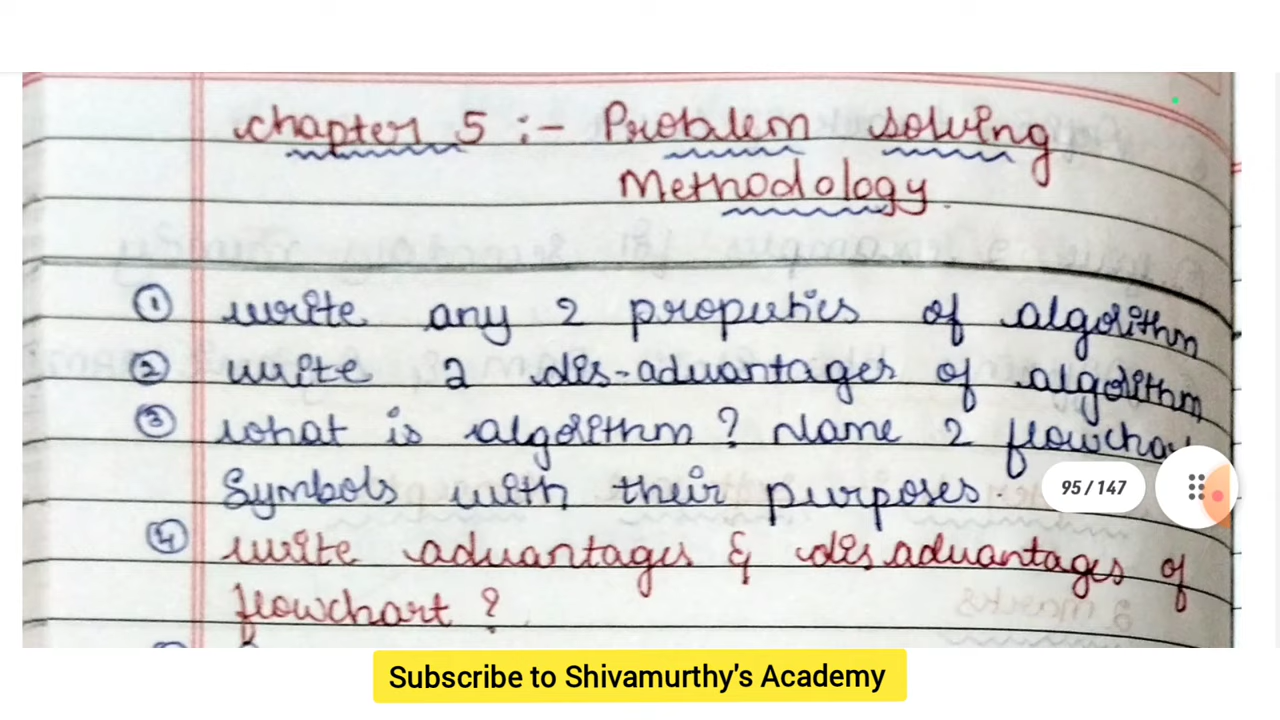 Chapter 5 :- Problem solving
Methodology.
① write any 2 properties of algorithm
② write 2 dis-advantages of algorithm
③ what is algorithm ? Name 2 flowchart
Symbols with their purposes.
95 / 147
④ write advantages & disadvantages of
flowchart ?
Subscribe to Shivamurthy's Academy